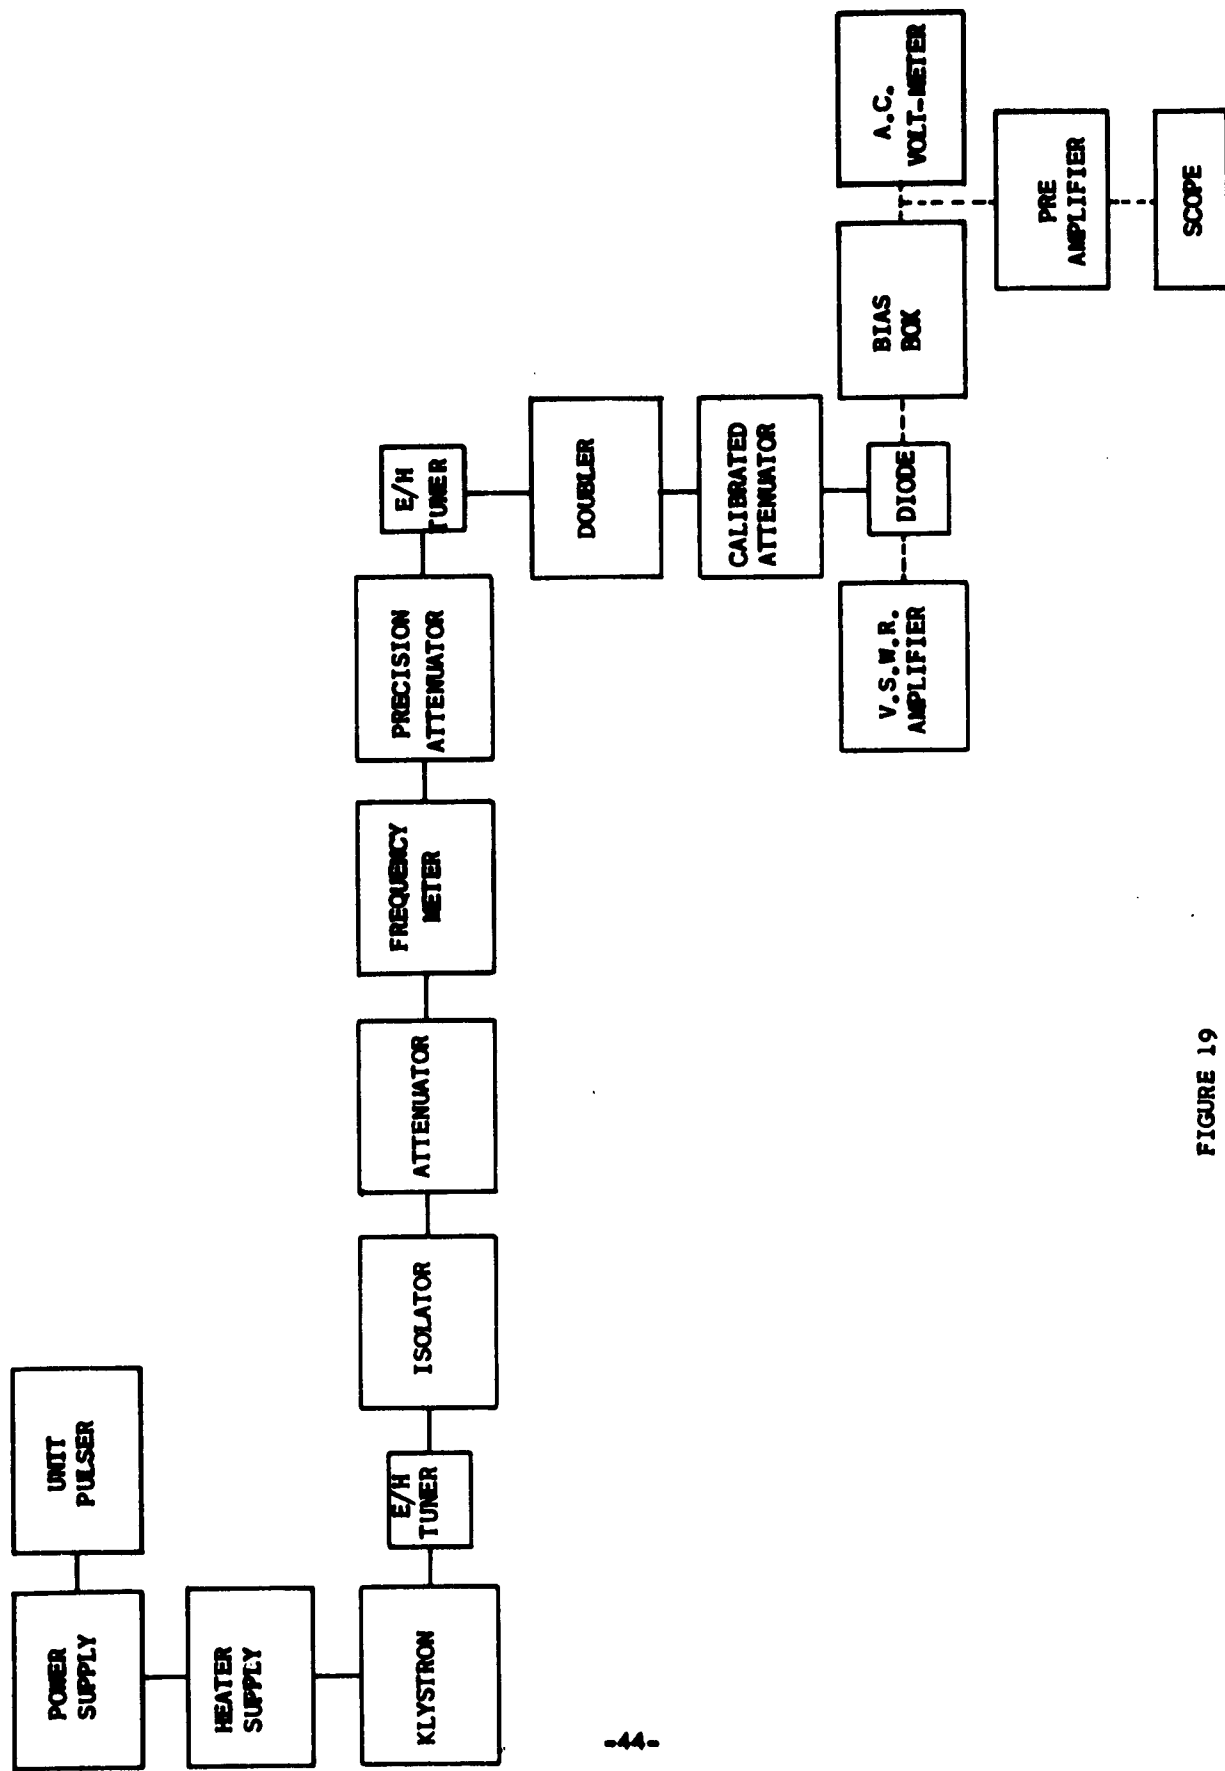 UNIT
PULSER
POWER
SUPPLY
HEATER
SUPPLY
KLYSTRON
E/H
TUNER
ISOLATOR
ATTENUATOR
FREQUENCY
METER
PRECISION
ATTENUATOR
E/H
TUNER
DOUBLER
CALIBRATED
ATTENUATOR
DIODE
V.S.W.R.
AMPLIFIER
BIAS
BOX
A.C.
VOLT-METER
PRE
AMPLIFIER
SCOPE
FIGURE 19
-44-